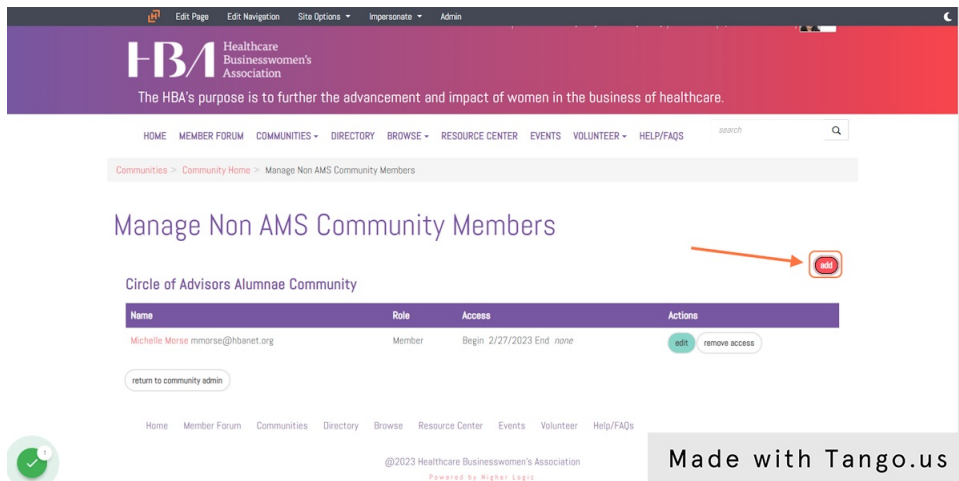 Edit Page Edit Navigation Site Options Impersonate Admin
HBA Healthcare
Businesswomen's
Association
The HBA's purpose is to further the advancement and impact of women in the business of healthcare.
HOME MEMBER FORUM COMMUNITIES DIRECTORY BROWSE RESOURCE CENTER EVENTS VOLUNTEER HELP/FAQS search
Communities > Community Home > Manage Non AMS Community Members
Manage Non AMS Community Members
add
Circle of Advisors Alumnae Community
Name Role Access Actions
Michelle Morse mmorse@hbanet.org Member Begin 2/27/2023 End none edit remove access
return to community admin
Home Member Forum Communities Directory Browse Resource Center Events Volunteer Help/FAQs
1
@2023 Healthcare Businesswomen's Association
Powered by Higher Logic
Made with Tango.us